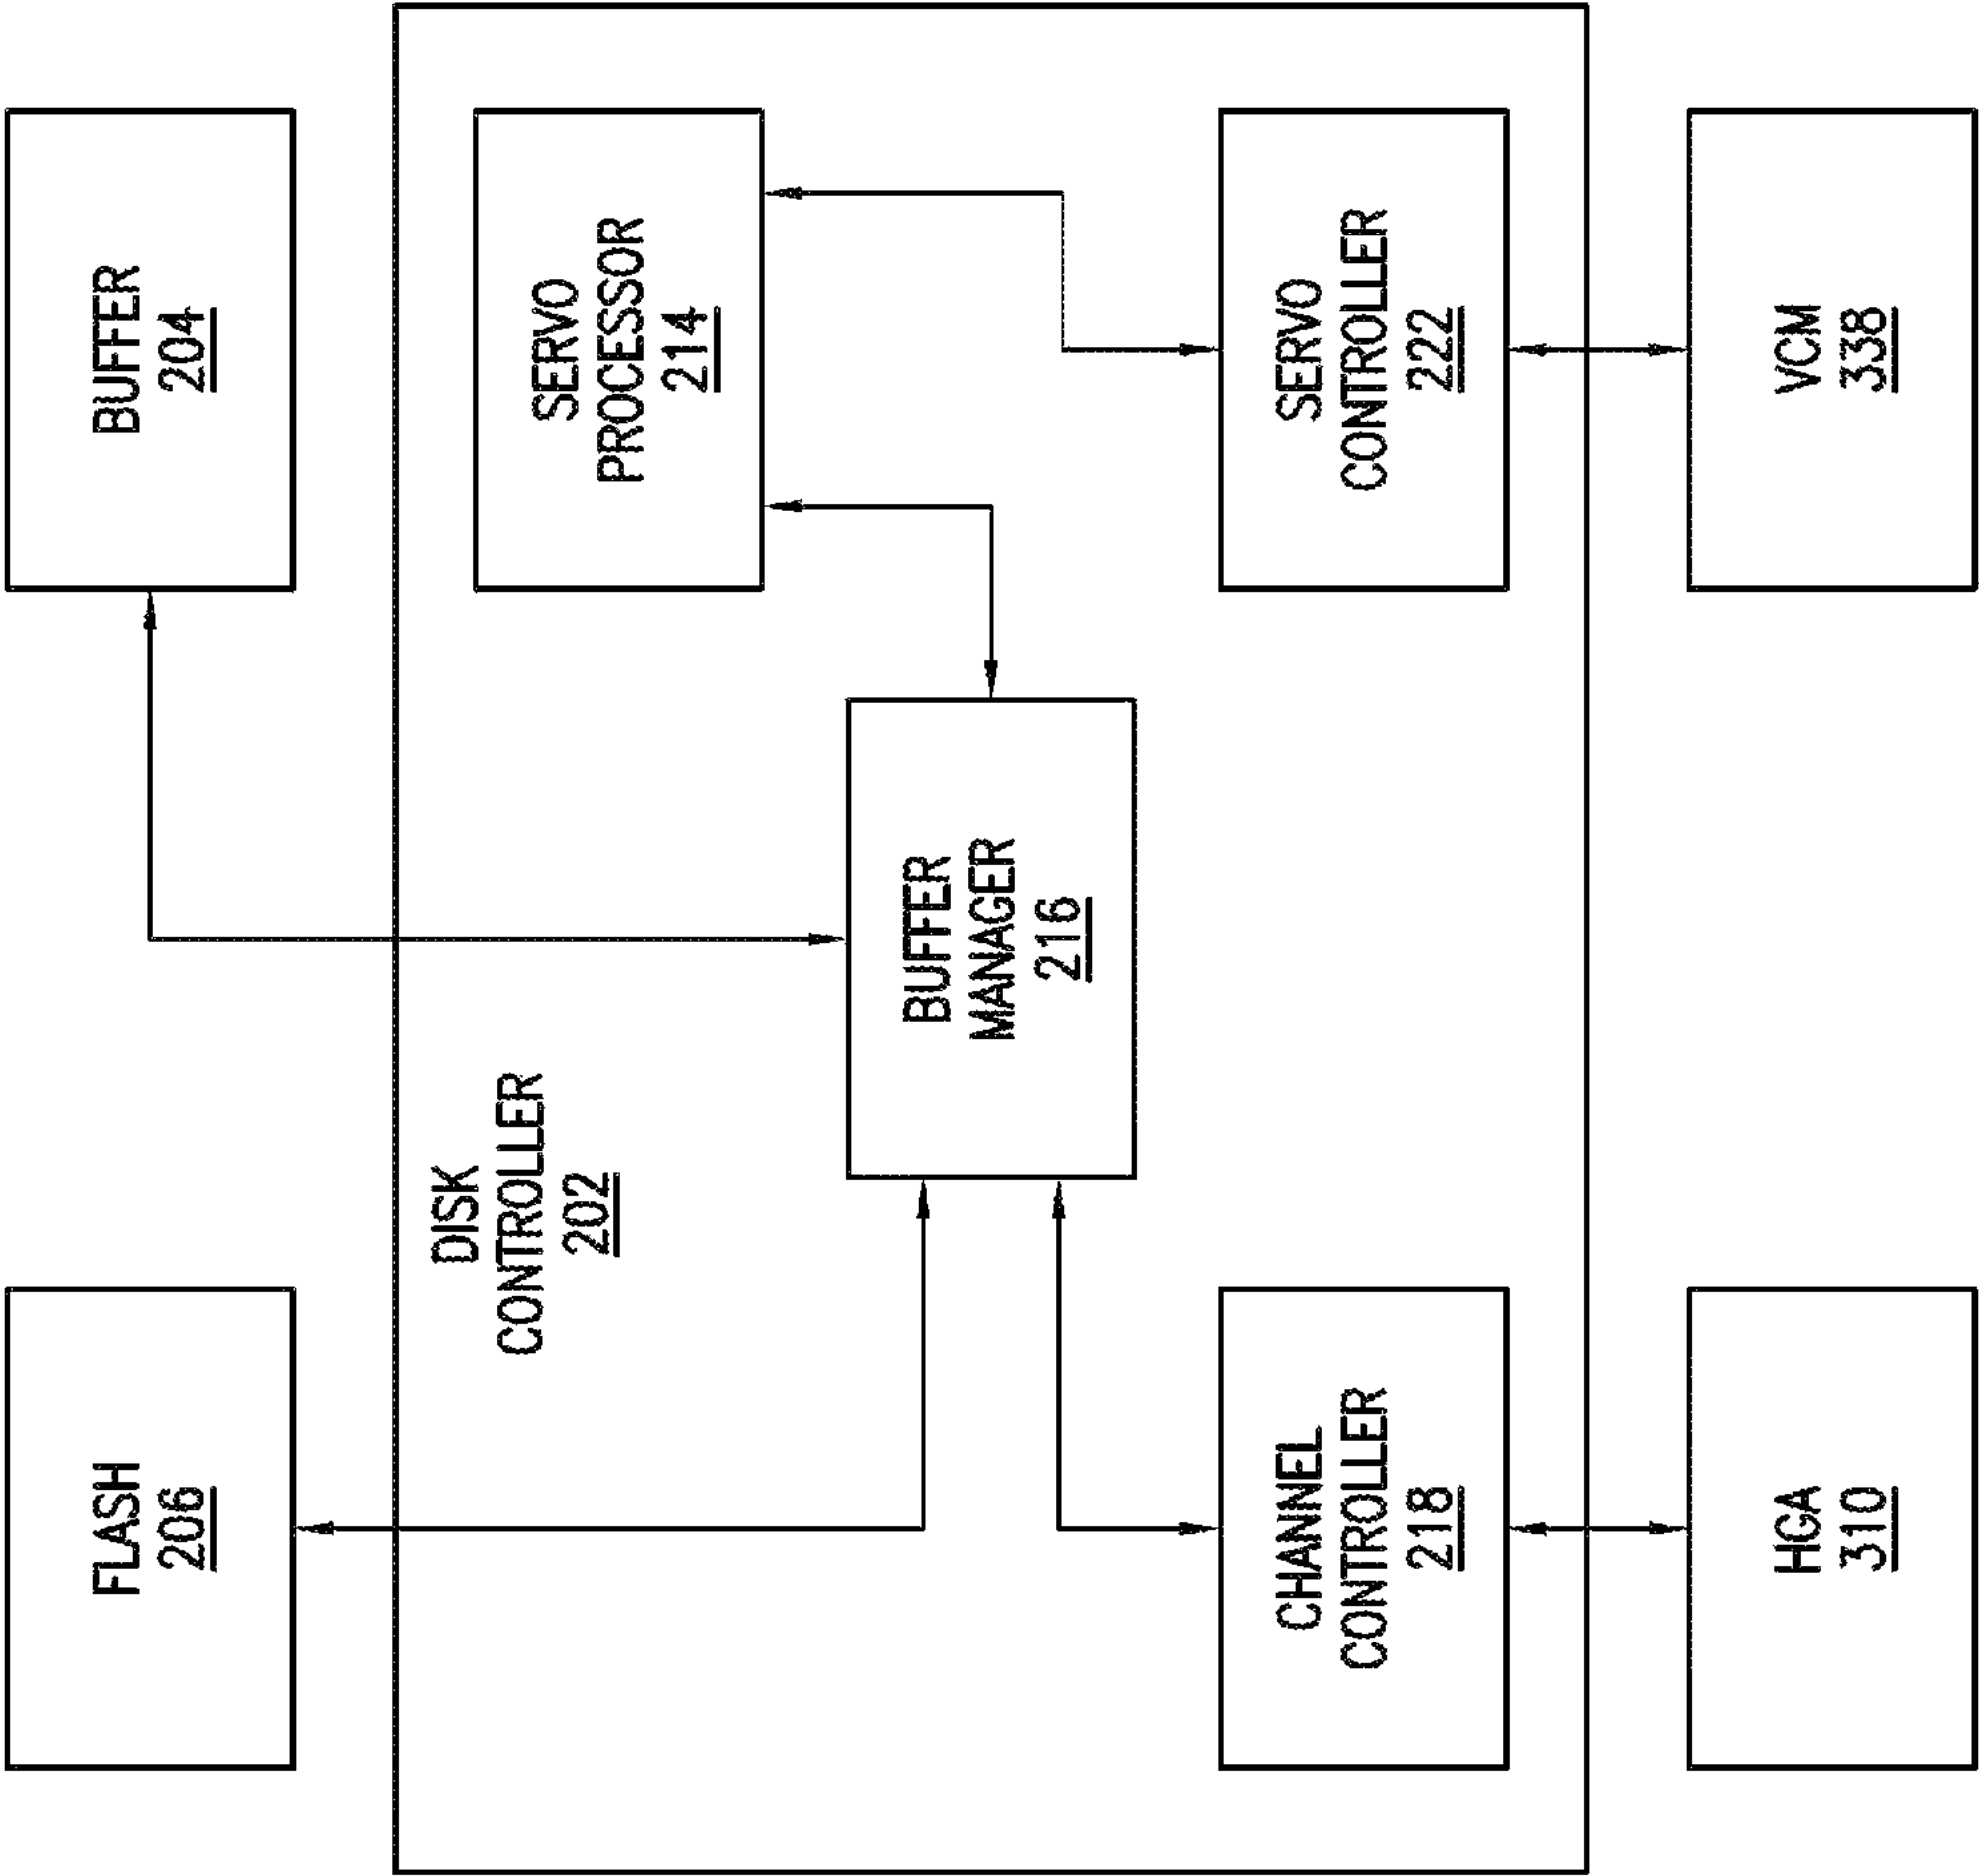 FLASH
206
BUFFER
204
DISK
CONTROLLER
202
SERVO
PROCESSOR
214
BUFFER
MANAGER
216
CHANNEL
CONTROLLER
218
SERVO
CONTROLLER
222
HCA
310
VCM
338